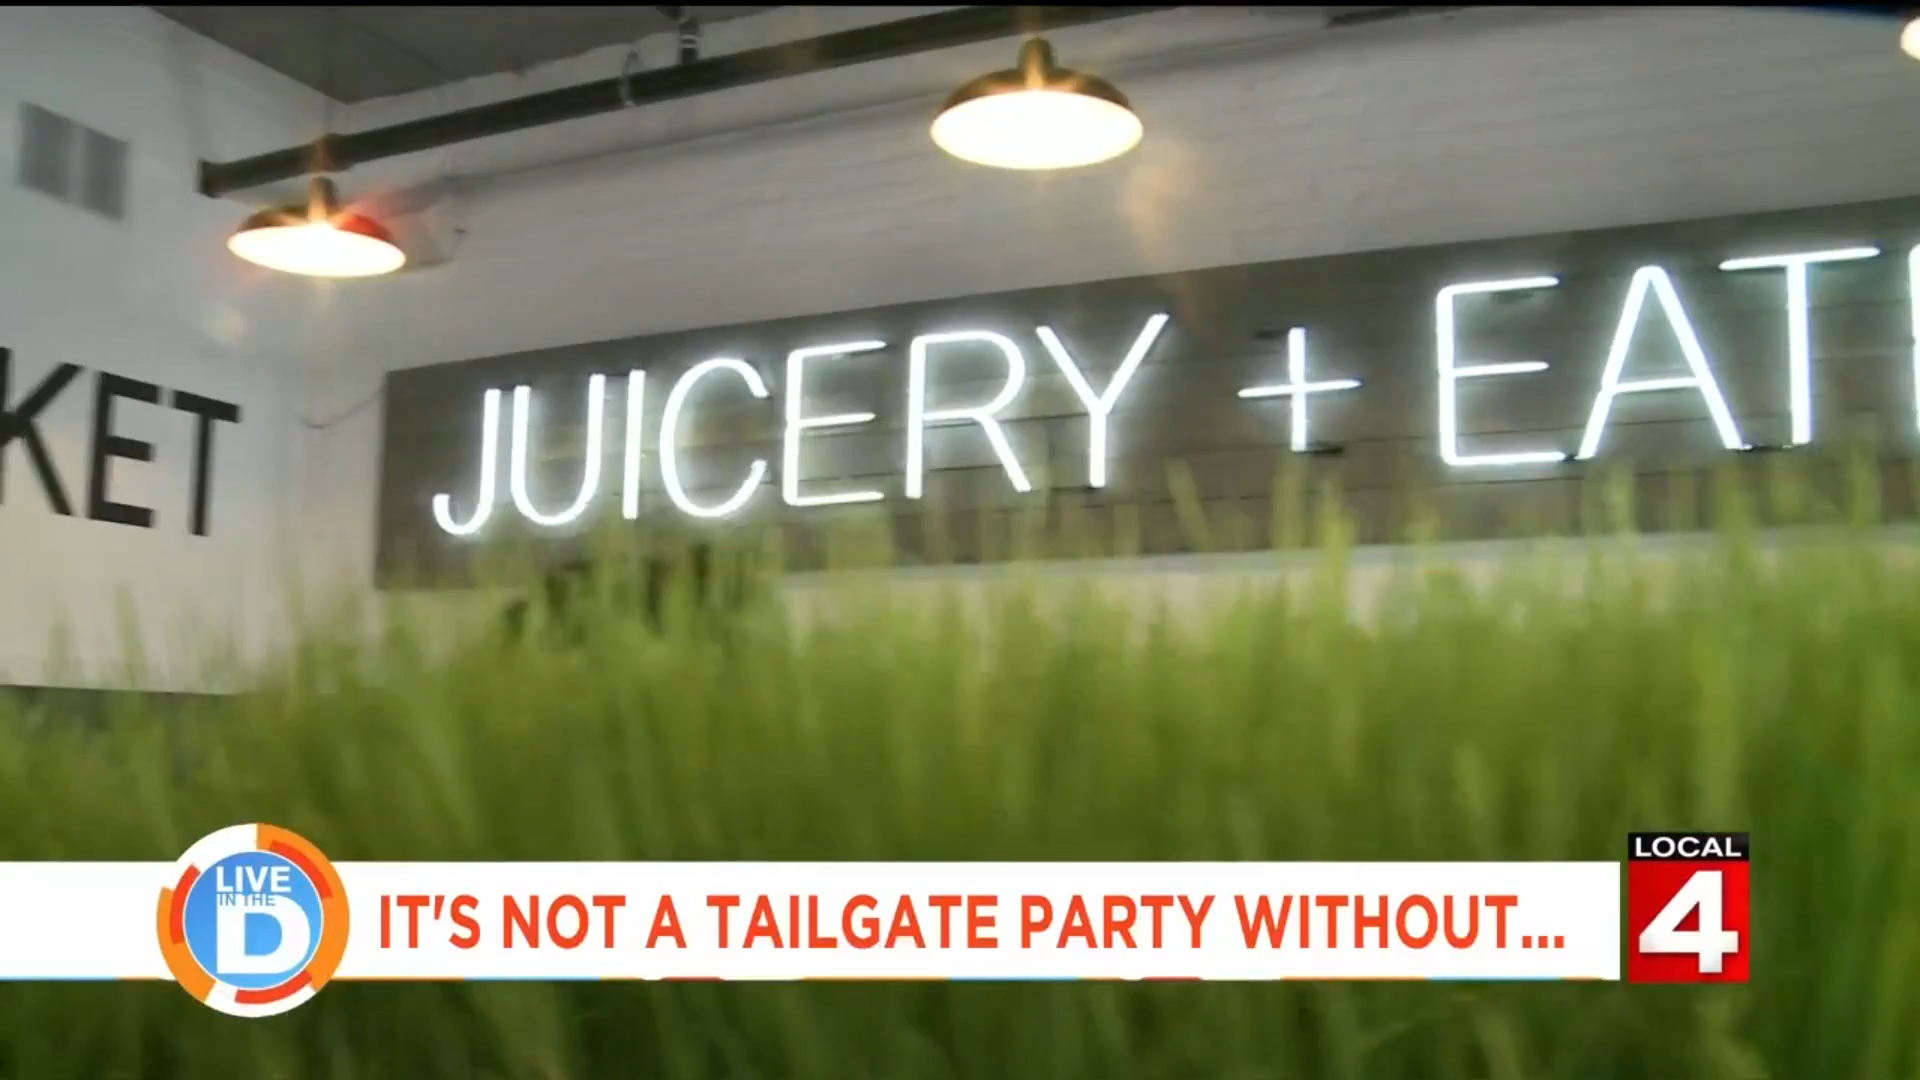 JUICERY + EAT
KET
LIVE
IN THE
D
IT'S NOT A TAILGATE PARTY WITHOUT...
LOCAL
4